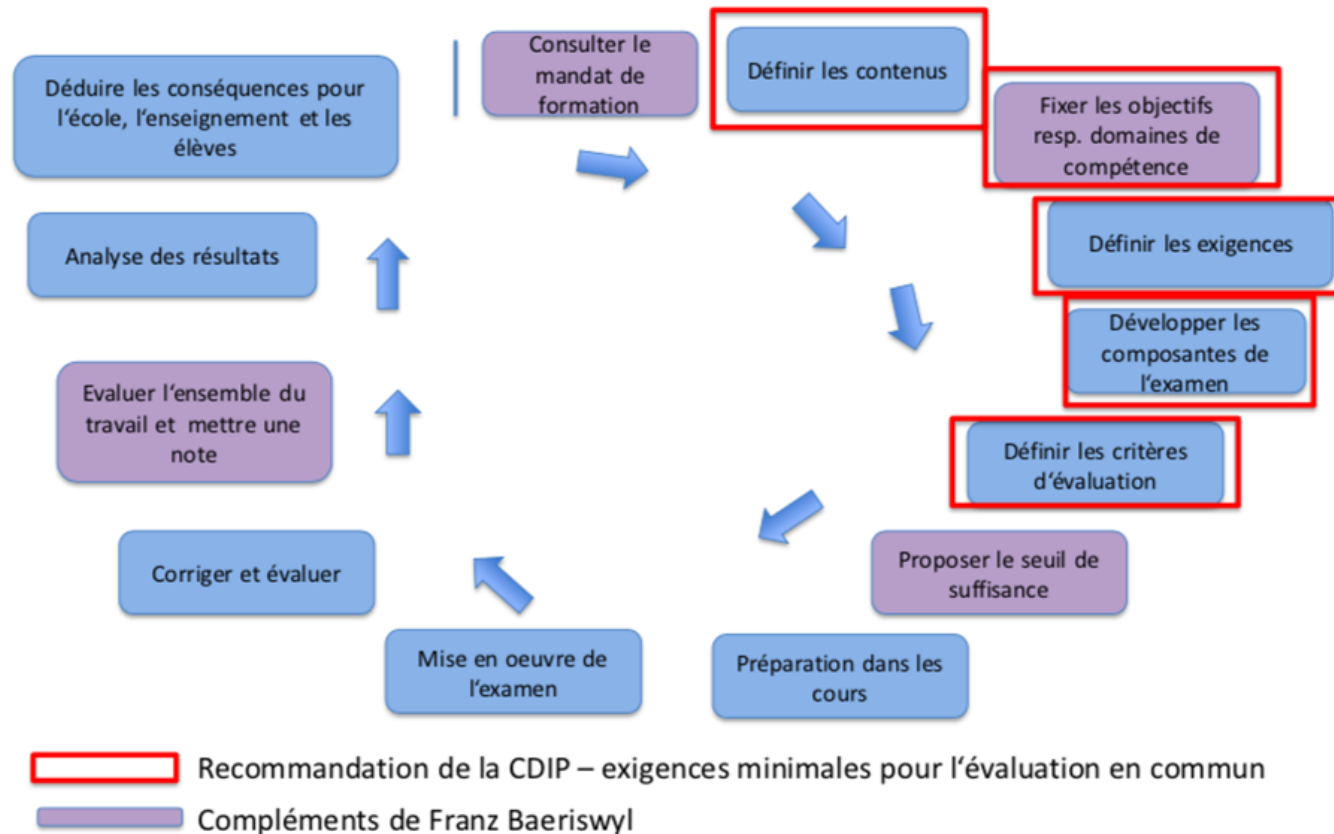 Consulter le
mandat de
formation
Définir les contenus
Fixer les objectifs
resp. domaines de
compétence
Définir les exigences
Développer les
composantes de
l‘examen
Définir les critères
d‘évaluation
Proposer le seuil de
suffisance
Préparation dans les
cours
Mise en oeuvre de
l‘examen
Corriger et évaluer
Evaluer l‘ensemble du
travail et mettre une
note
Analyse des résultats
Déduire les conséquences pour
l‘école, l‘enseignement et les
élèves
Recommandation de la CDIP – exigences minimales pour l‘évaluation en commun
Compléments de Franz Baeriswyl